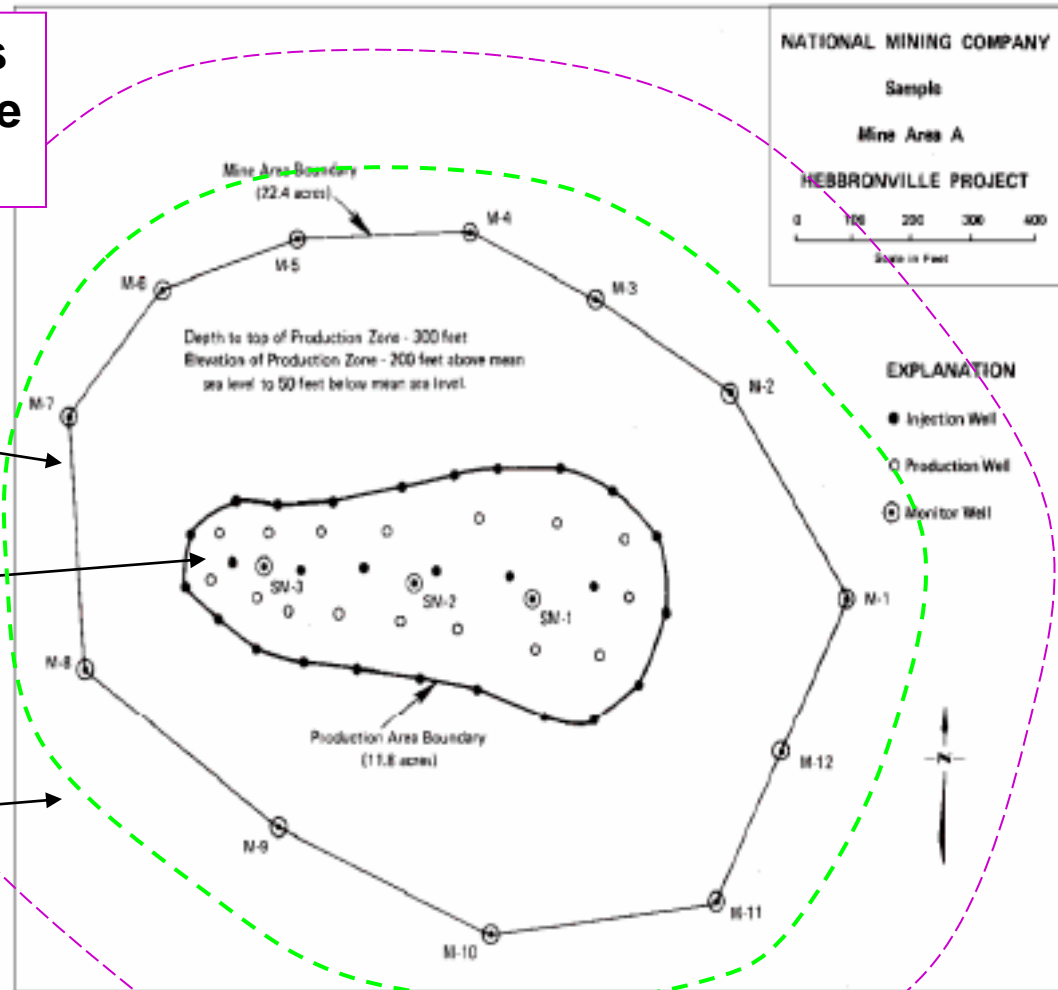 s
e
NATIONAL MINING COMPANY
Sample
Mine Area A
HEBBRONVILLE PROJECT
0 100 200 300 400
Scale in Feet
Mine Area Boundary
(22.4 acres)
M-4
M-5
M-6
M-3
Depth to top of Production Zone - 300 feet
Elevation of Production Zone - 200 feet above mean
sea level to 50 feet below mean sea level.
M-2
M-7
EXPLANATION
Injection Well
Production Well
Monitor Well
SM-3
SM-2
SM-1
M-1
M-8
Production Area Boundary
(11.8 acres)
M-12
N
M-9
M-11
M-10